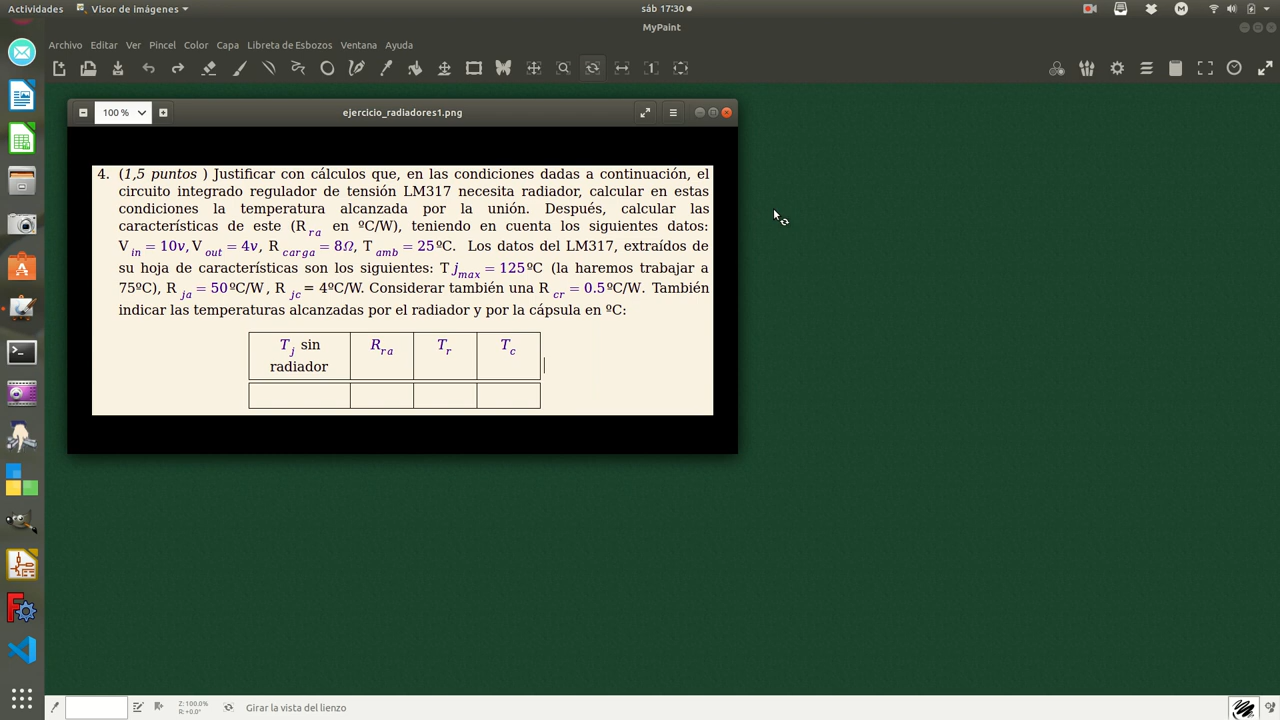 Actividades Visor de imágenes sáb 17:30 M
MyPaint
Archivo Editar Ver Pincel Color Capa Libreta de Esbozos Ventana Ayuda
100 % ejercicio_radiadores1.png
4. (1,5 puntos ) Justificar con cálculos que, en las condiciones dadas a continuación, el
circuito integrado regulador de tensión LM317 necesita radiador, calcular en estas
condiciones la temperatura alcanzada por la unión. Después, calcular las
características de este (R ra en ºC/W), teniendo en cuenta los siguientes datos:
V in = 10v, V out = 4v, R carga = 8Ω, T amb = 25ºC. Los datos del LM317, extraídos de
su hoja de características son los siguientes: T jmax = 125ºC (la haremos trabajar a
75ºC), R ja = 50ºC/W, R jc = 4ºC/W. Considerar también una R cr = 0.5ºC/W. También
indicar las temperaturas alcanzadas por el radiador y por la cápsula en ºC:
Tj sin radiador Rra Tr Tc
Z: 100.0%
R: +0.0°
Girar la vista del lienzo